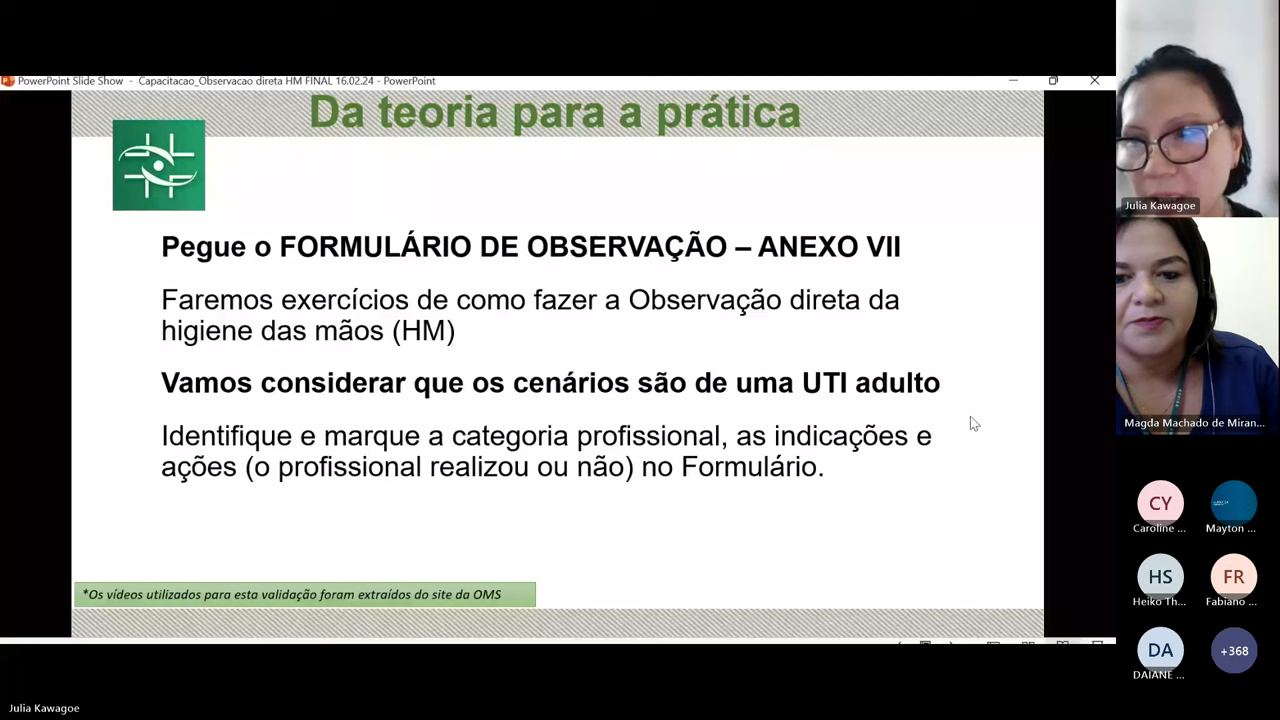 PowerPoint Slide Show - Capacitacao_Observacao direta HM FINAL 16.02.24 - PowerPoint
Da teoria para a prática
Pegue o FORMULÁRIO DE OBSERVAÇÃO – ANEXO VII
Faremos exercícios de como fazer a Observação direta da
higiene das mãos (HM)
Vamos considerar que os cenários são de uma UTI adulto
Identifique e marque a categoria profissional, as indicações e
ações (o profissional realizou ou não) no Formulário.
*Os vídeos utilizados para esta validação foram extraídos do site da OMS
Julia Kawagoe
Magda Machado de Miran...
CY
Caroline ...
Mayton ...
HS
Heiko Th...
FR
Fabiano ...
DA
DAIANE ...
+368
Julia Kawagoe